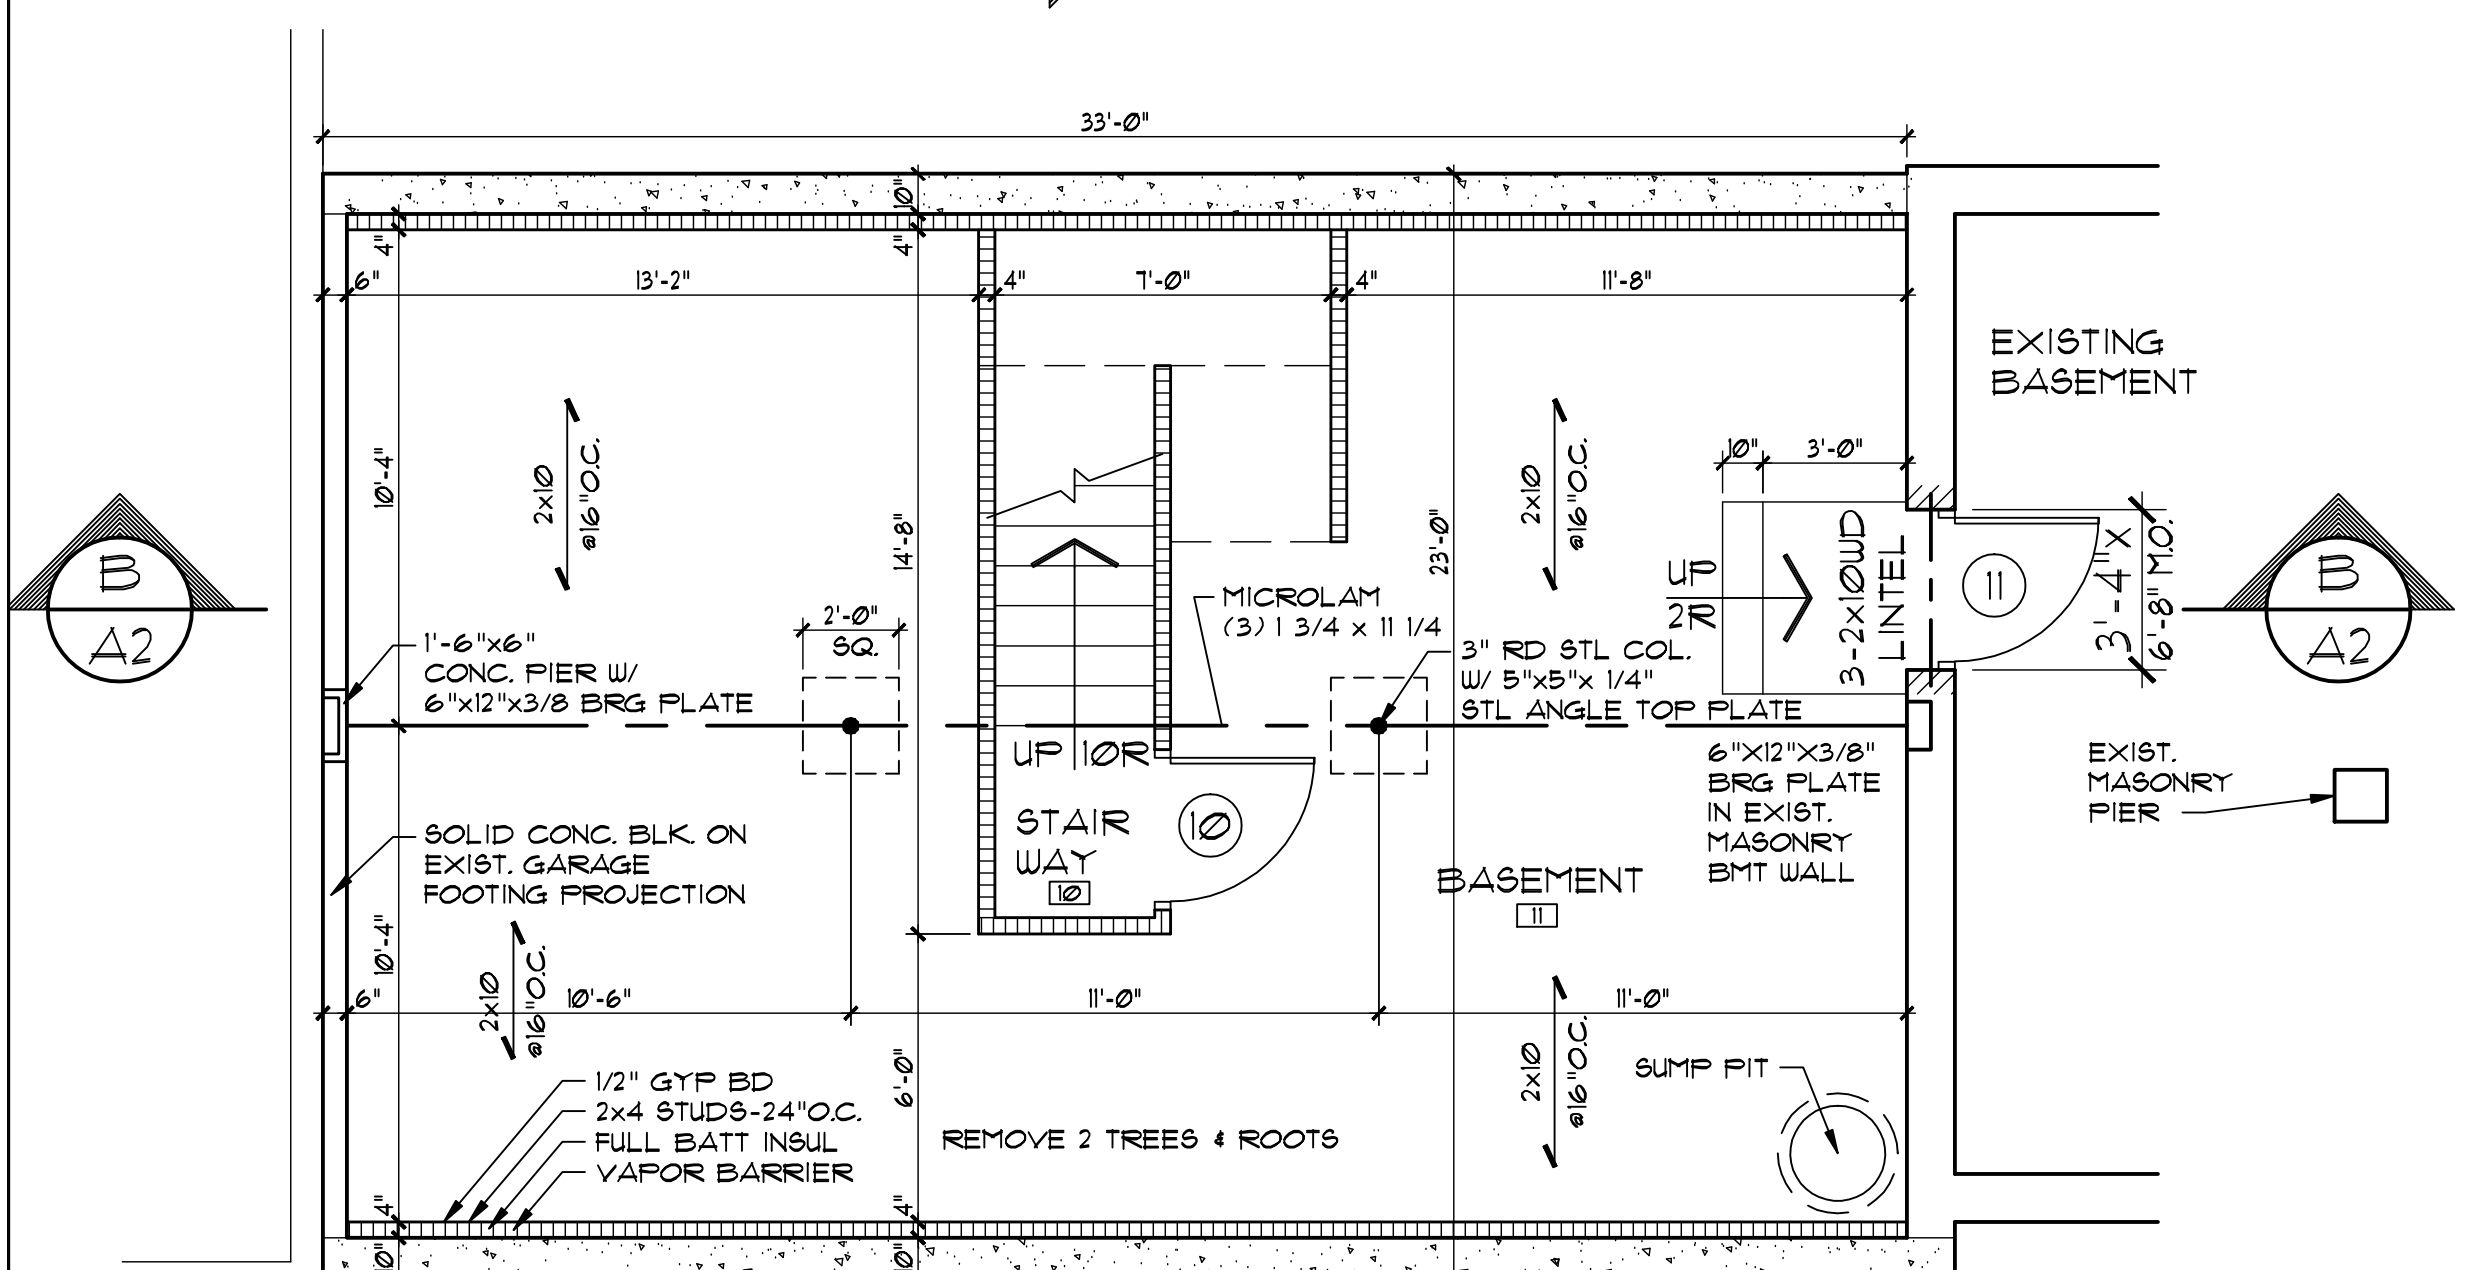 33'-0"
10"
4"
4"
6"
13'-2"
4"
7'-0"
4"
11'-8"
EXISTING
BASEMENT
10"
3'-0"
10'-4"
2x10
@16"O.C.
14'-8"
23'-0"
2x10
@16"O.C.
UP
2R
3-2x10WD
LINTEL
11
3'-4" X
6'-8" M.O.
B
A2
B
A2
MICROLAM
(3) 1 3/4 x 11 1/4
2'-0"
SQ.
1'-6"x6"
CONC. PIER W/
6"x12"x3/8 BRG PLATE
3" RD STL COL.
W/ 5"x5"x 1/4"
STL ANGLE TOP PLATE
UP 10R
6"X12"X3/8"
BRG PLATE
IN EXIST.
MASONRY
BMT WALL
EXIST.
MASONRY
PIER
STAIR
WAY
10
10
SOLID CONC. BLK. ON
EXIST. GARAGE
FOOTING PROJECTION
BASEMENT
11
10'-4"
2x10
@16"O.C.
6"
10'-6"
11'-0"
11'-0"
6'-0"
2x10
@16"O.C.
SUMP PIT
1/2" GYP BD
2x4 STUDS-24"O.C.
FULL BATT INSUL
VAPOR BARRIER
REMOVE 2 TREES & ROOTS
4"
4"
10"
10"